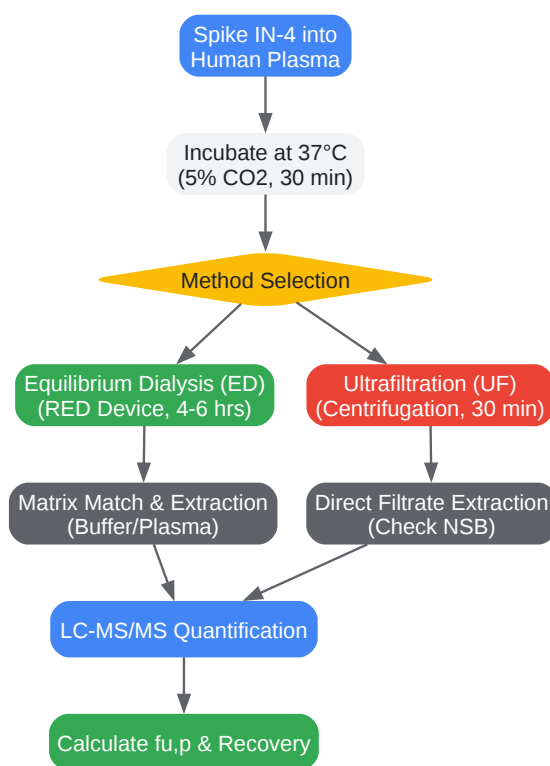 Spike IN-4 into
Human Plasma
Incubate at 37°C
(5% CO2, 30 min)
Method Selection
Equilibrium Dialysis (ED)
(RED Device, 4-6 hrs)
Ultrafiltration (UF)
(Centrifugation, 30 min)
Matrix Match & Extraction
(Buffer/Plasma)
Direct Filtrate Extraction
(Check NSB)
LC-MS/MS Quantification
Calculate fu,p & Recovery